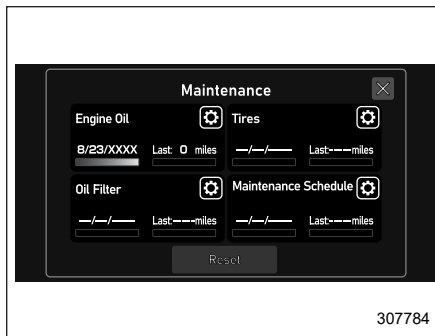 Maintenance
Engine Oil
8/23/XXXX Last: 0 miles
Tires
—/—/—— Last:———miles
Oil Filter
—/—/—— Last:———miles
Maintenance Schedule
—/—/—— Last:———miles
Reset
307784